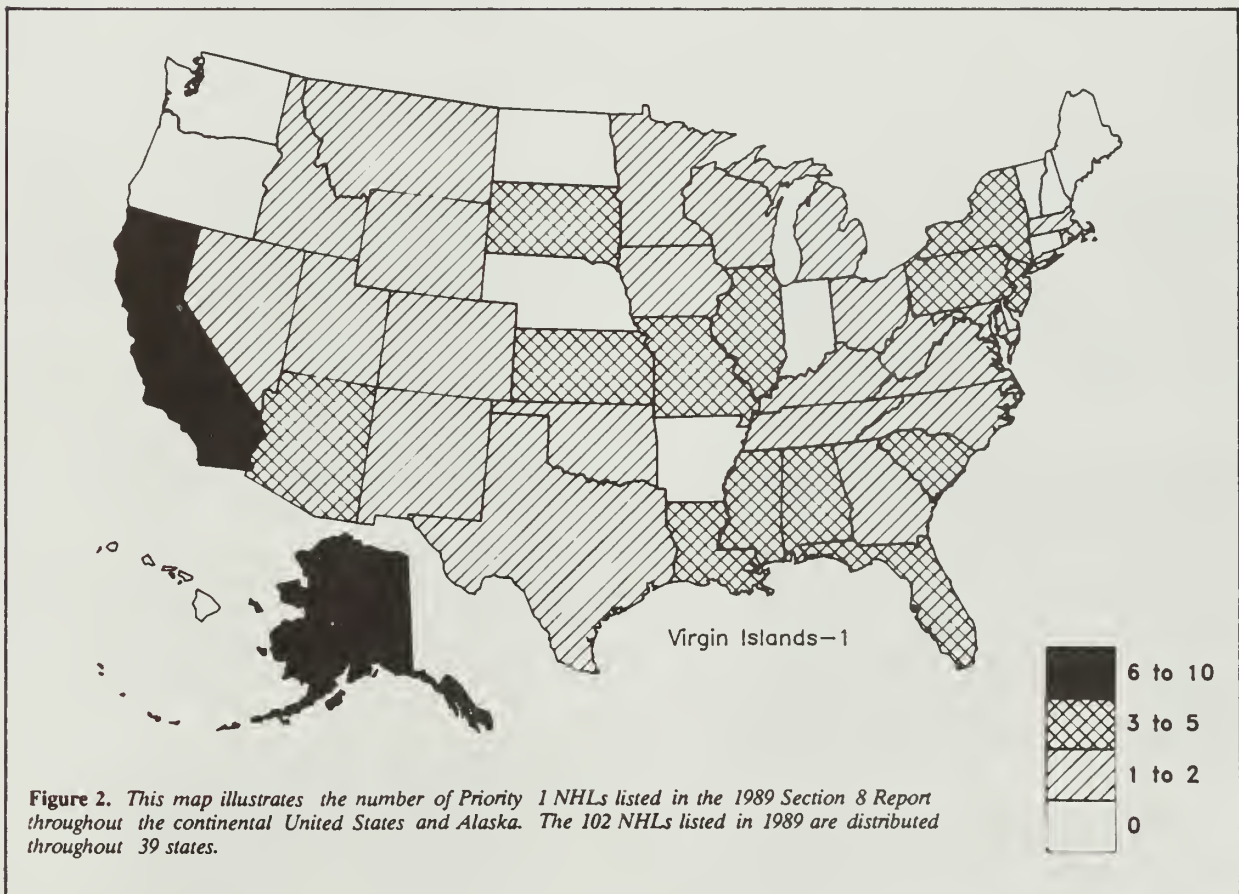 Virgin Islands-1
6 to 10
3 to 5
1 to 2
0
Figure 2. This map illustrates the number of Priority 1 NHLs listed in the 1989 Section 8 Report
throughout the continental United States and Alaska. The 102 NHLs listed in 1989 are distributed
throughout 39 states.